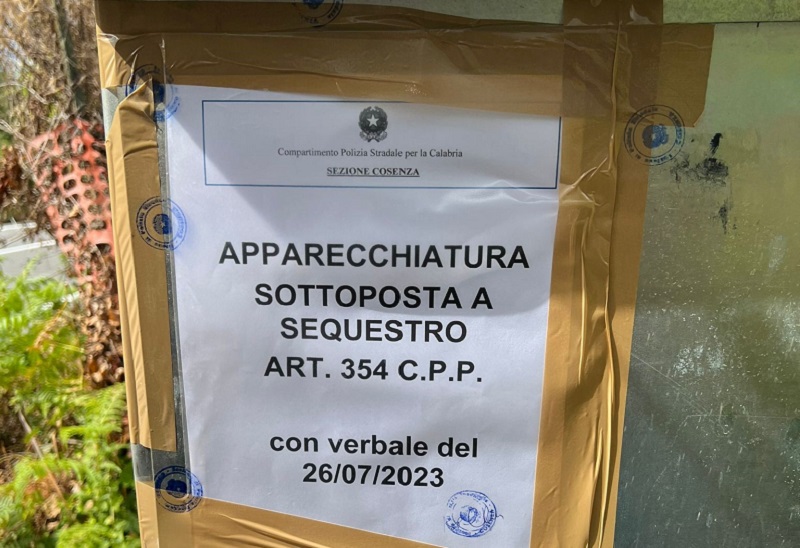 Compartimento Polizia Stradale per la Calabria
SEZIONE COSENZA
APPARECCHIATURA
SOTTOPOSTA A
SEQUESTRO
ART. 354 C.P.P.
con verbale del
26/07/2023